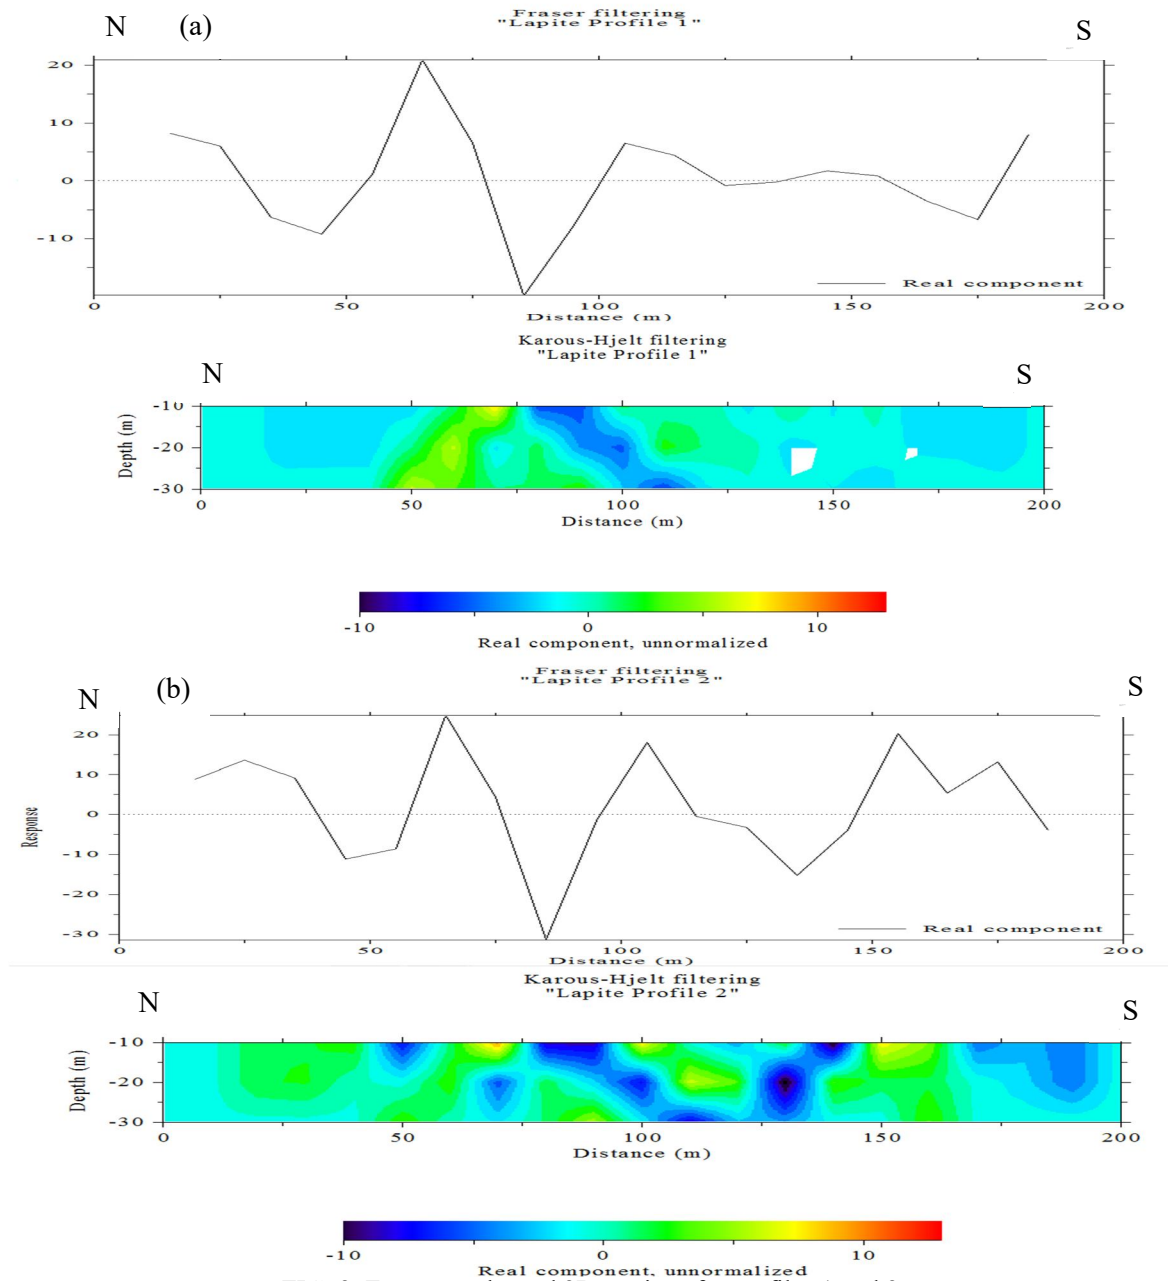 Fraser filtering
"Lapite Profile 1"
N (a) S
20
10
0
-10
Real component
0 50 100 150 200
Distance (m)
Karous-Hjelt filtering
"Lapite Profile 1"
N S
Depth (m)
-10
-20
-30
0 50 100 150 200
Distance (m)
-10 0 10
Real component, unnormalized
Fraser filtering
"Lapite Profile 2"
N (b) S
Response
20
10
0
-10
-20
-30
Real component
0 50 100 150 200
Distance (m)
Karous-Hjelt filtering
"Lapite Profile 2"
N S
Depth (m)
-10
-20
-30
0 50 100 150 200
Distance (m)
-10 0 10
Real component, unnormalized